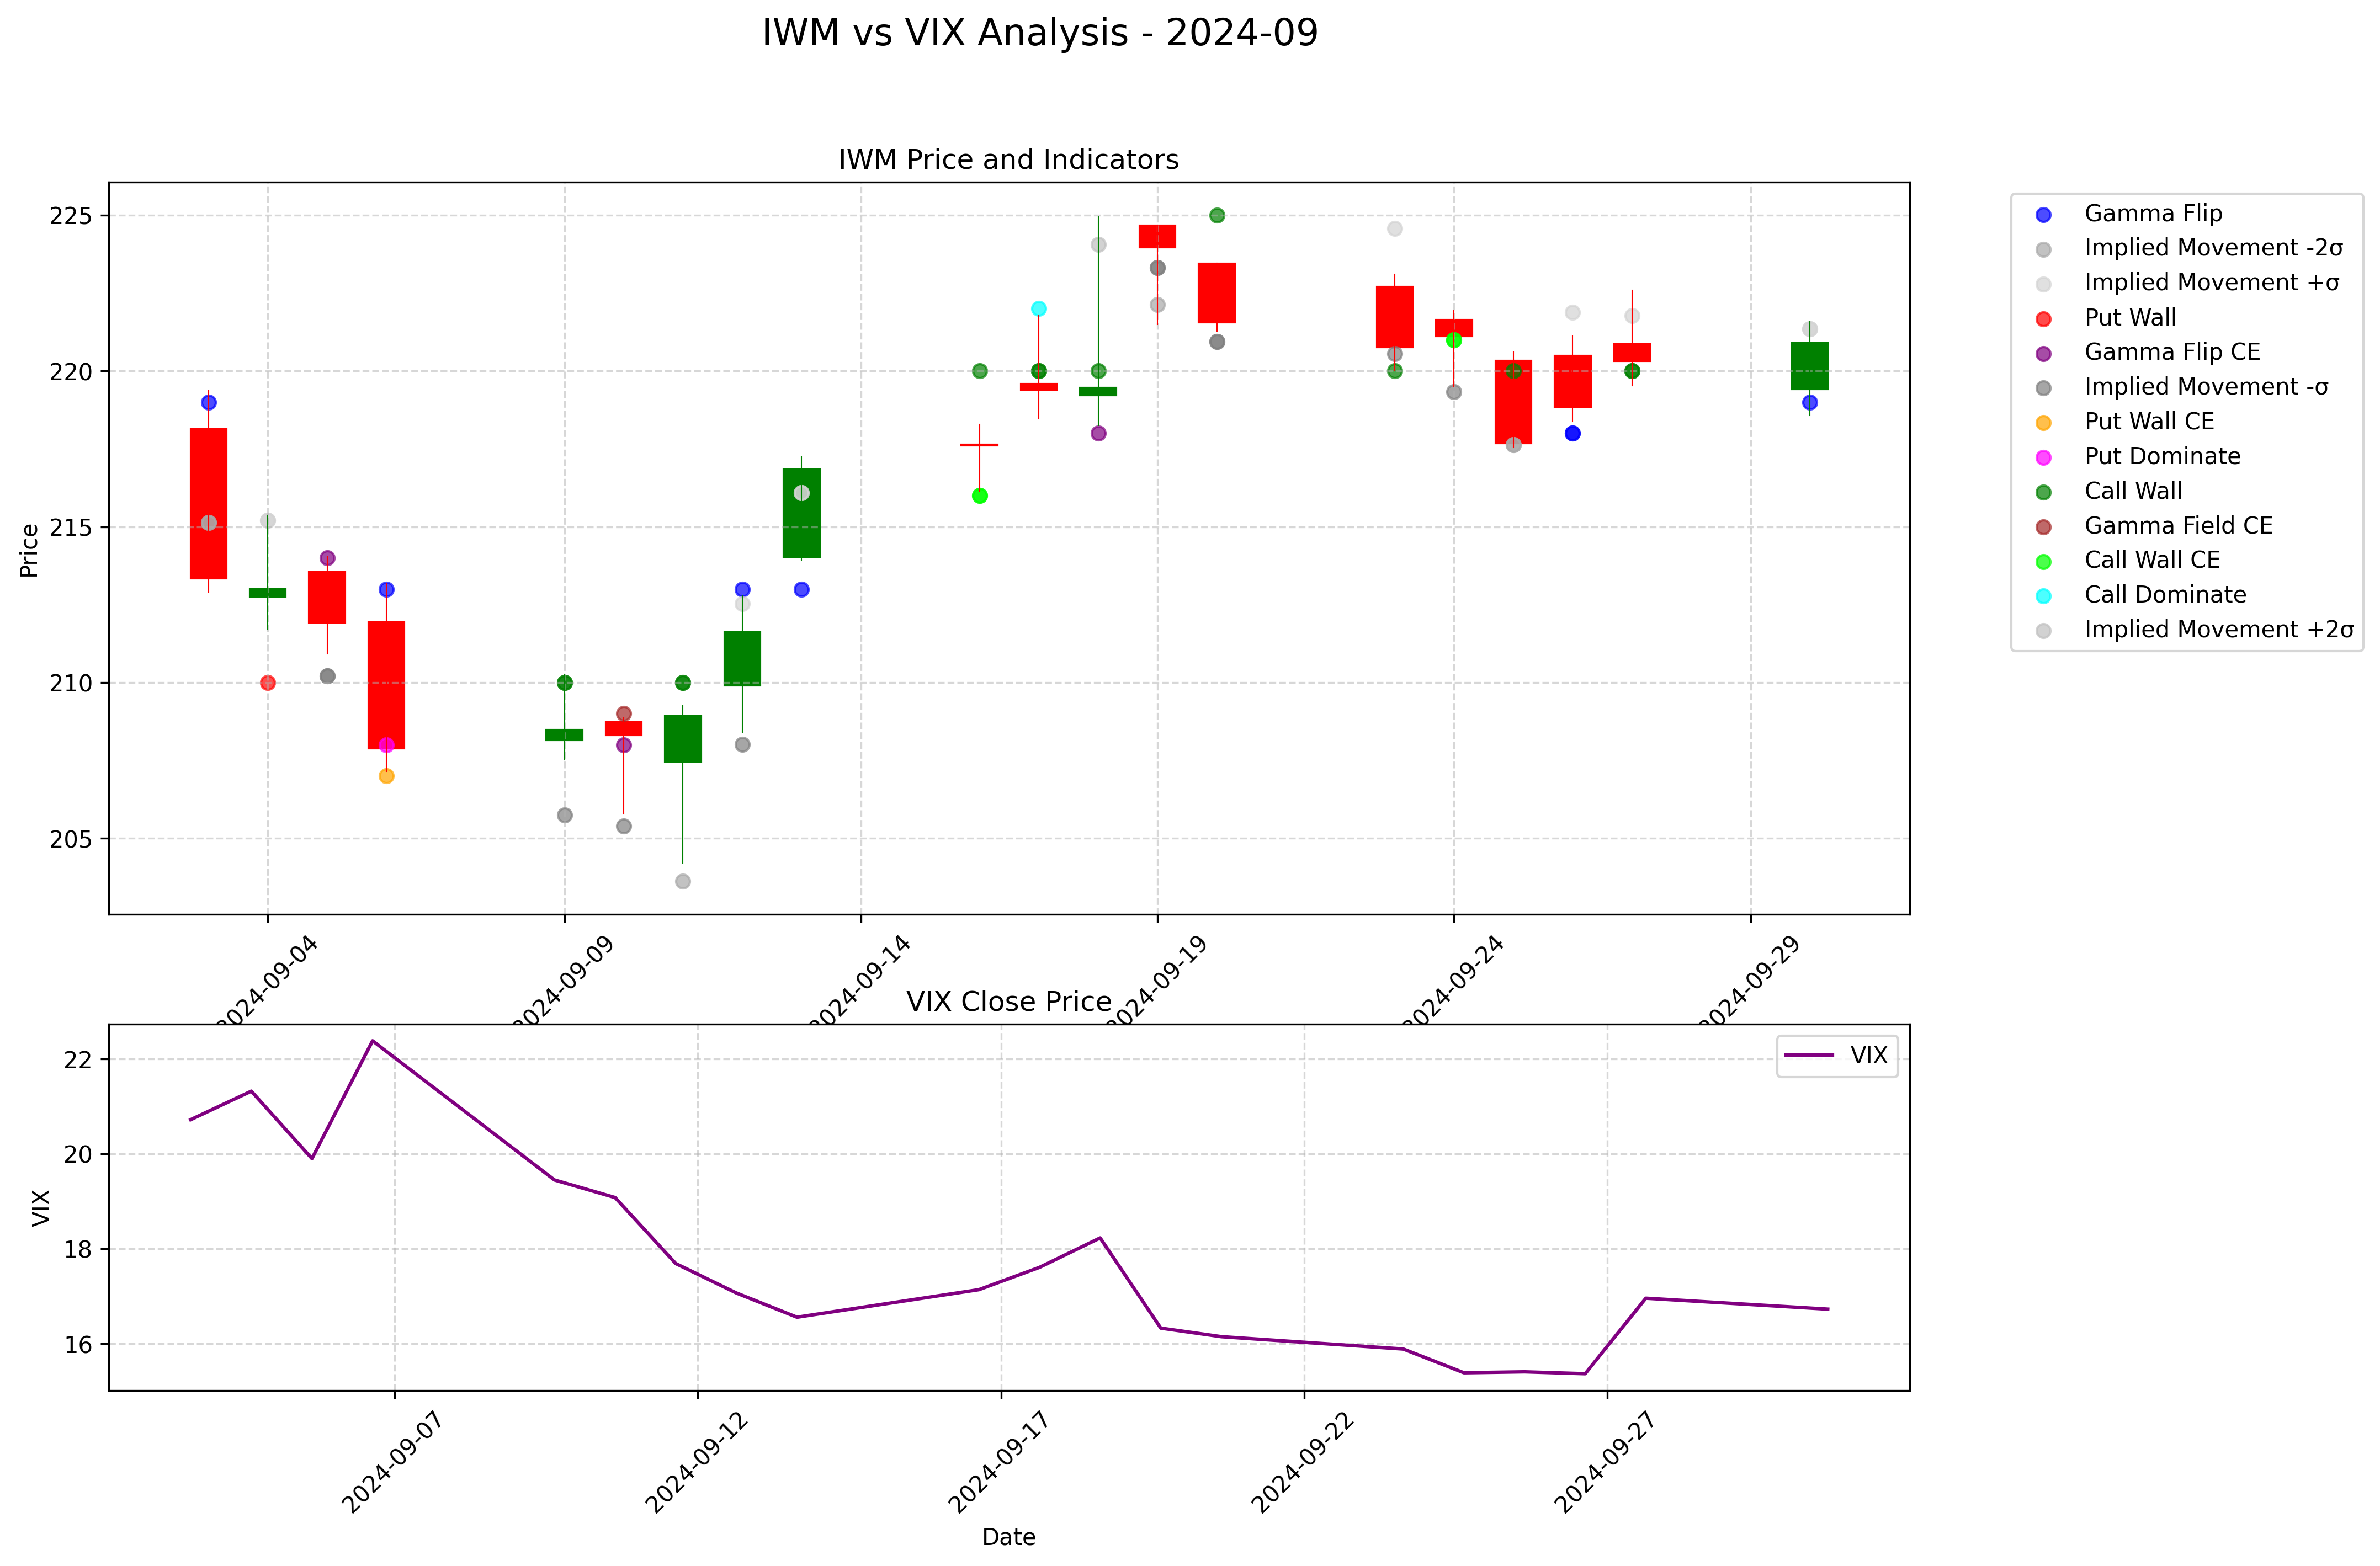 IWM vs VIX Analysis - 2024-09
IWM Price and Indicators
Price
225
220
215
210
205
2024-09-04
2024-09-09
2024-09-14
2024-09-19
2024-09-24
2024-09-29
Gamma Flip
Implied Movement -2σ
Implied Movement +σ
Put Wall
Gamma Flip CE
Implied Movement -σ
Put Wall CE
Put Dominate
Call Wall
Gamma Field CE
Call Wall CE
Call Dominate
Implied Movement +2σ
VIX Close Price
VIX
22
20
18
16
VIX
2024-09-07
2024-09-12
2024-09-17
2024-09-22
2024-09-27
Date